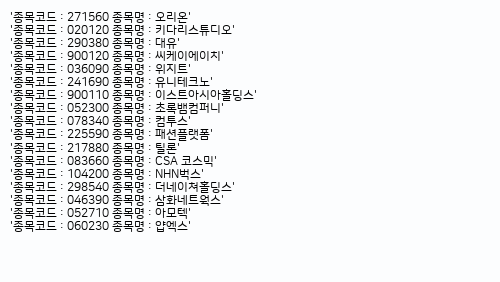 '종목코드 : 271560 종목명 : 오리온'
'종목코드 : 020120 종목명 : 키다리스튜디오'
'종목코드 : 290380 종목명 : 대유'
'종목코드 : 900120 종목명 : 씨케이에이치'
'종목코드 : 036090 종목명 : 위지트'
'종목코드 : 241690 종목명 : 유니테크노'
'종목코드 : 900110 종목명 : 이스트아시아홀딩스'
'종목코드 : 052300 종목명 : 초록뱀컴퍼니'
'종목코드 : 078340 종목명 : 컴투스'
'종목코드 : 225590 종목명 : 패션플랫폼'
'종목코드 : 217880 종목명 : 틸론'
'종목코드 : 083660 종목명 : CSA 코스믹'
'종목코드 : 104200 종목명 : NHN벅스'
'종목코드 : 298540 종목명 : 더네이쳐홀딩스'
'종목코드 : 046390 종목명 : 삼화네트웍스'
'종목코드 : 052710 종목명 : 아모텍'
'종목코드 : 060230 종목명 : 얍엑스'